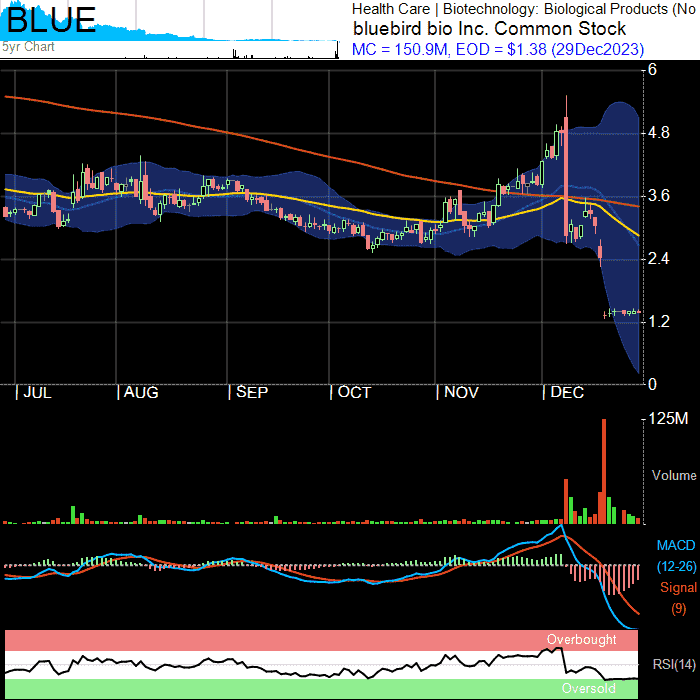 BLUE
5yr Chart
Health Care | Biotechnology: Biological Products (No
bluebird bio Inc. Common Stock
MC = 150.9M, EOD = $1.38 (29Dec2023)
6
4.8
3.6
2.4
1.2
0
JUL
AUG
SEP
OCT
NOV
DEC
125M
Volume
MACD
(12-26)
Signal
(9)
Overbought
RSI(14)
Oversold